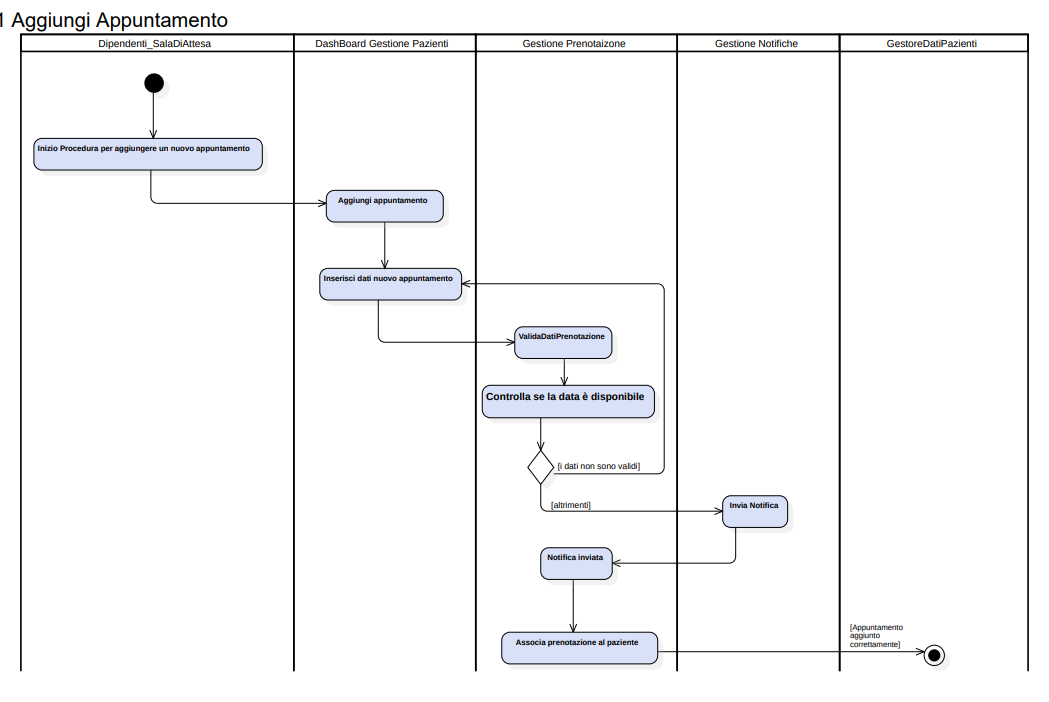 1 Aggiungi Appuntamento
Dipendenti_SalaDiAttesa
DashBoard Gestione Pazienti
Gestione Prenotaizone
Gestione Notifiche
GestoreDatiPazienti
Inizio Procedura per aggiungere un nuovo appuntamento
Aggiungi appuntamento
Inserisci dati nuovo appuntamento
ValidaDatiPrenotazione
Controlla se la data è disponibile
[i dati non sono validi]
[altrimenti]
Invia Notifica
Notifica inviata
[Appuntamento
aggiunto
correttamente]
Associa prenotazione al paziente